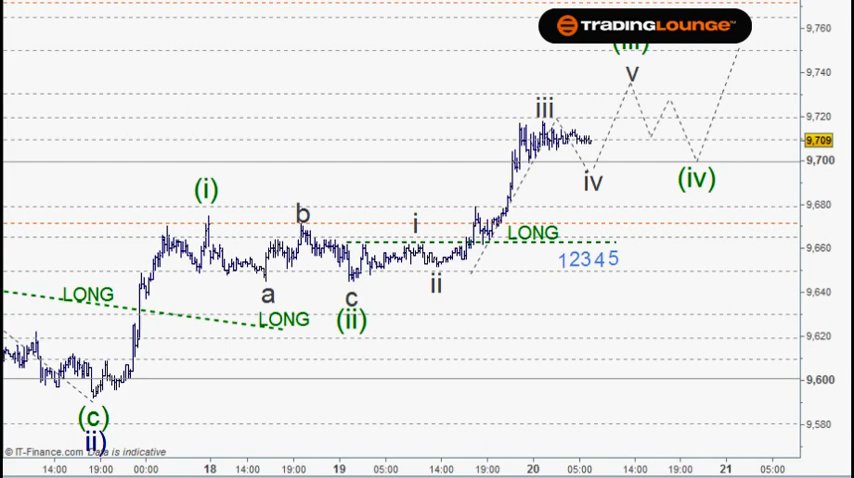 TRADINGLOUNGE™
(iii)
v
iii
iv
(iv)
(i)
b
i
LONG
12345
a
c
ii
(ii)
LONG
LONG
(c)
ii)
9,760
9,740
9,720
9,709
9,700
9,680
9,660
9,640
9,620
9,600
9,580
© IT-Finance.com Data is indicative
14:00 19:00 00:00 18 14:00 19:00 19 05:00 14:00 19:00 20 05:00 14:00 19:00 21 05:00